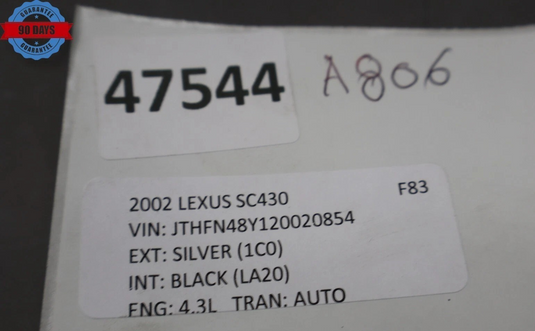 GUARANTEE
90 DAYS
GUARANTEE
47544 A806
2002 LEXUS SC430 F83
VIN: JTHFN48Y120020854
EXT: SILVER (1C0)
INT: BLACK (LA20)
ENG: 4.3L TRAN: AUTO